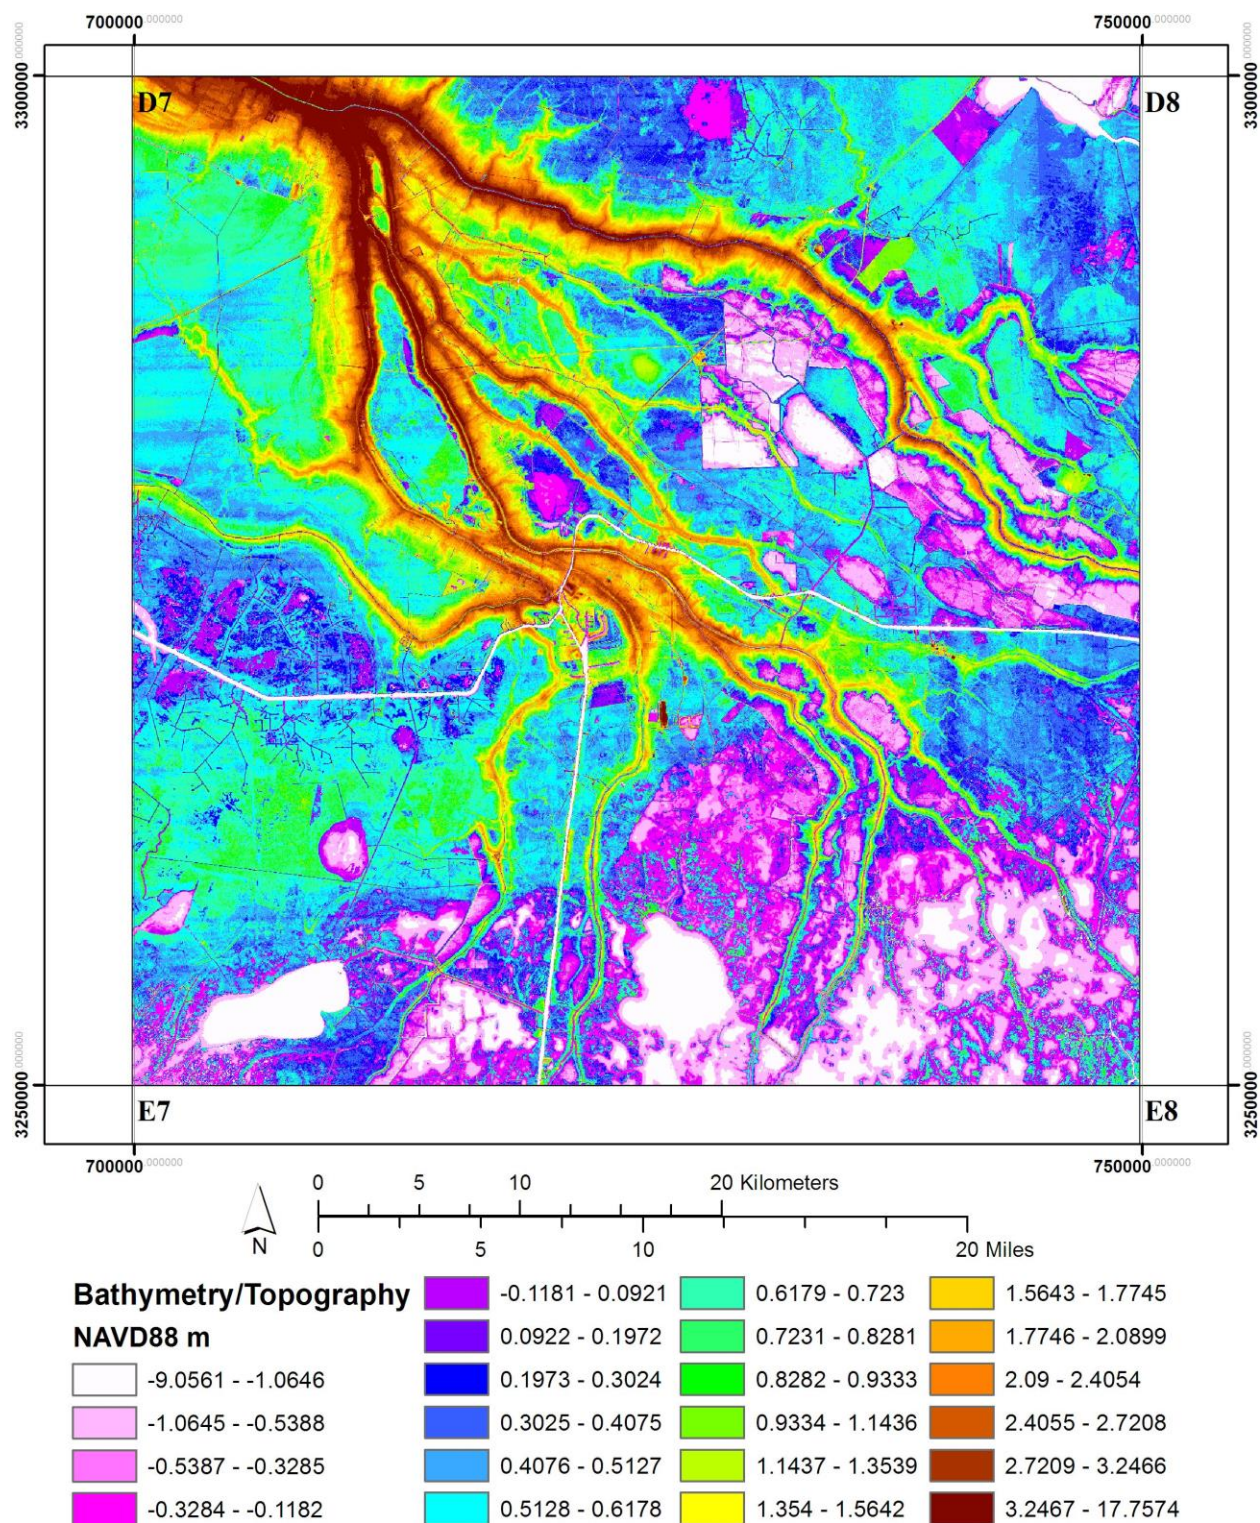 700000.000000 750000.000000
3300000.000000 3300000.000000
D7 D8
3250000.000000 3250000.000000
E7 E8
700000.000000 750000.000000
0 5 10 20 Kilometers
N
0 5 10 20 Miles
Bathymetry/Topography
NAVD88 m
-9.0561 - -1.0646
-1.0645 - -0.5388
-0.5387 - -0.3285
-0.3284 - -0.1182
-0.1181 - 0.0921
0.0922 - 0.1972
0.1973 - 0.3024
0.3025 - 0.4075
0.4076 - 0.5127
0.5128 - 0.6178
0.6179 - 0.723
0.7231 - 0.8281
0.8282 - 0.9333
0.9334 - 1.1436
1.1437 - 1.3539
1.354 - 1.5642
1.5643 - 1.7745
1.7746 - 2.0899
2.09 - 2.4054
2.4055 - 2.7208
2.7209 - 3.2466
3.2467 - 17.7574